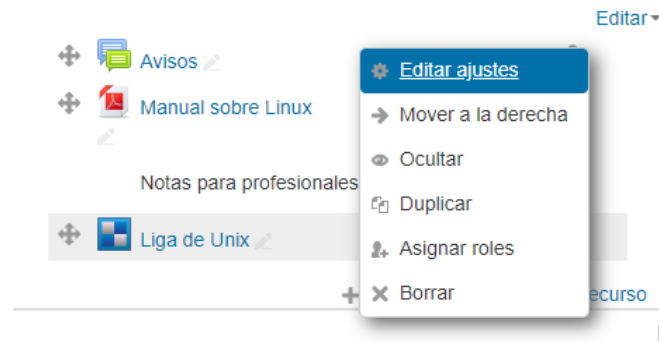 Editar
Avisos
Editar ajustes
Manual sobre Linux
Mover a la derecha
Ocultar
Notas para profesionales
Duplicar
Liga de Unix
Asignar roles
Borrar